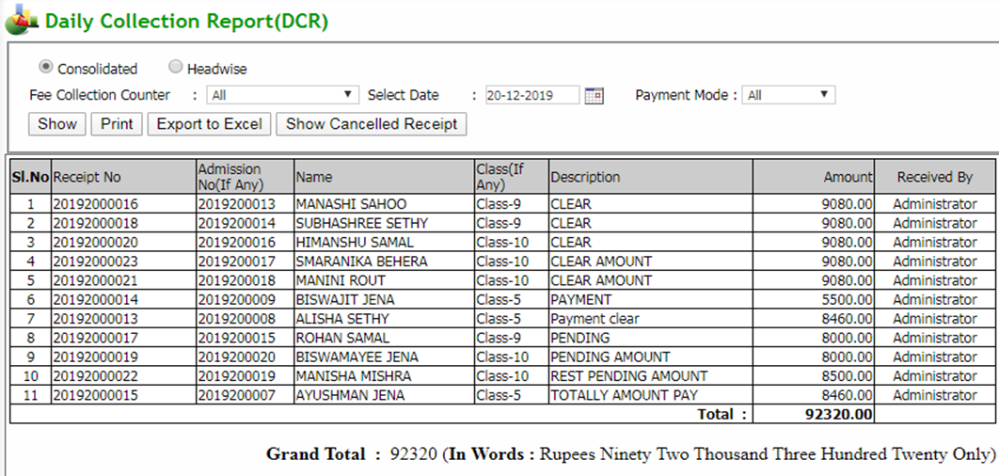 Daily Collection Report(DCR)
Consolidated Headwise
Fee Collection Counter : All Select Date : 20-12-2019 Payment Mode : All
Show Print Export to Excel Show Cancelled Receipt
Sl.No Receipt No Admission No(If Any) Name Class(If Any) Description Amount Received By
1 20192000016 2019200013 MANASHI SAHOO Class-9 CLEAR 9080.00 Administrator
2 20192000018 2019200014 SUBHASHREE SETHY Class-9 CLEAR 9080.00 Administrator
3 20192000020 2019200016 HIMANSHU SAMAL Class-10 CLEAR 9080.00 Administrator
4 20192000023 2019200017 SMARANIKA BEHERA Class-10 CLEAR AMOUNT 9080.00 Administrator
5 20192000021 2019200018 MANINI ROUT Class-10 CLEAR AMOUNT 9080.00 Administrator
6 20192000014 2019200009 BISWAJIT JENA Class-5 PAYMENT 5500.00 Administrator
7 20192000013 2019200008 ALISHA SETHY Class-5 Payment clear 8460.00 Administrator
8 20192000017 2019200015 ROHAN SAMAL Class-9 PENDING 8000.00 Administrator
9 20192000019 2019200020 BISWAMAYEE JENA Class-10 PENDING AMOUNT 8000.00 Administrator
10 20192000022 2019200019 MANISHA MISHRA Class-10 REST PENDING AMOUNT 8500.00 Administrator
11 20192000015 2019200007 AYUSHMAN JENA Class-5 TOTALLY AMOUNT PAY 8460.00 Administrator
Total : 92320.00
Grand Total : 92320 (In Words : Rupees Ninety Two Thousand Three Hundred Twenty Only)